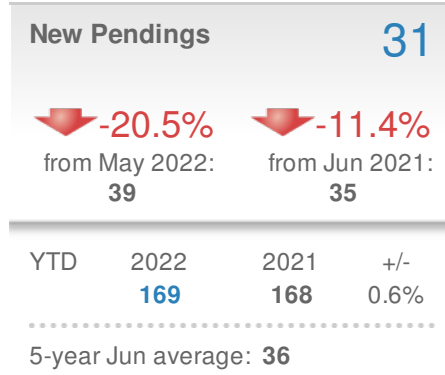 New Pendings 31
-20.5% -11.4%
from May 2022: from Jun 2021:
39 35
YTD 2022 2021 +/-
169 168 0.6%
5-year Jun average: 36